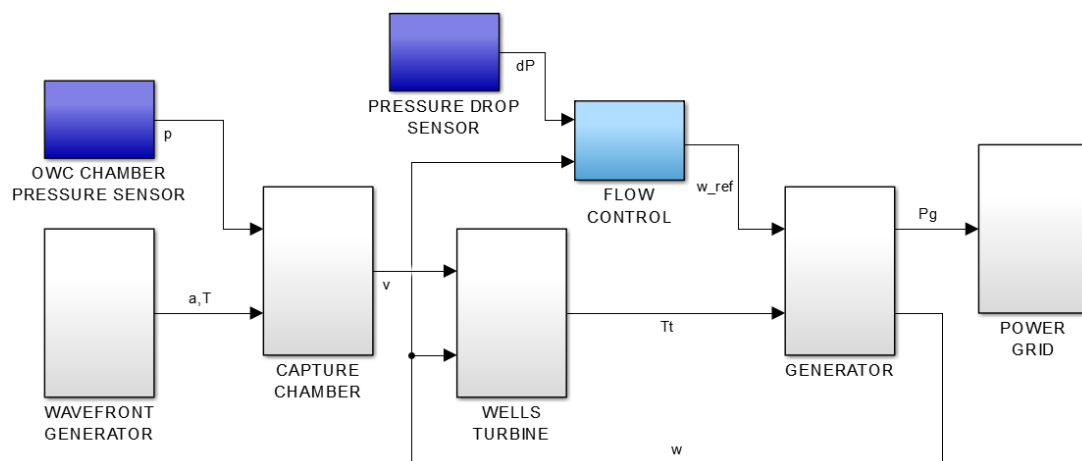 dP
PRESSURE DROP
SENSOR
p
OWC CHAMBER
PRESSURE SENSOR
FLOW
CONTROL
w_ref
Pg
a,T
v
Tt
CAPTURE
CHAMBER
GENERATOR
POWER
GRID
WAVEFRONT
GENERATOR
WELLS
TURBINE
w